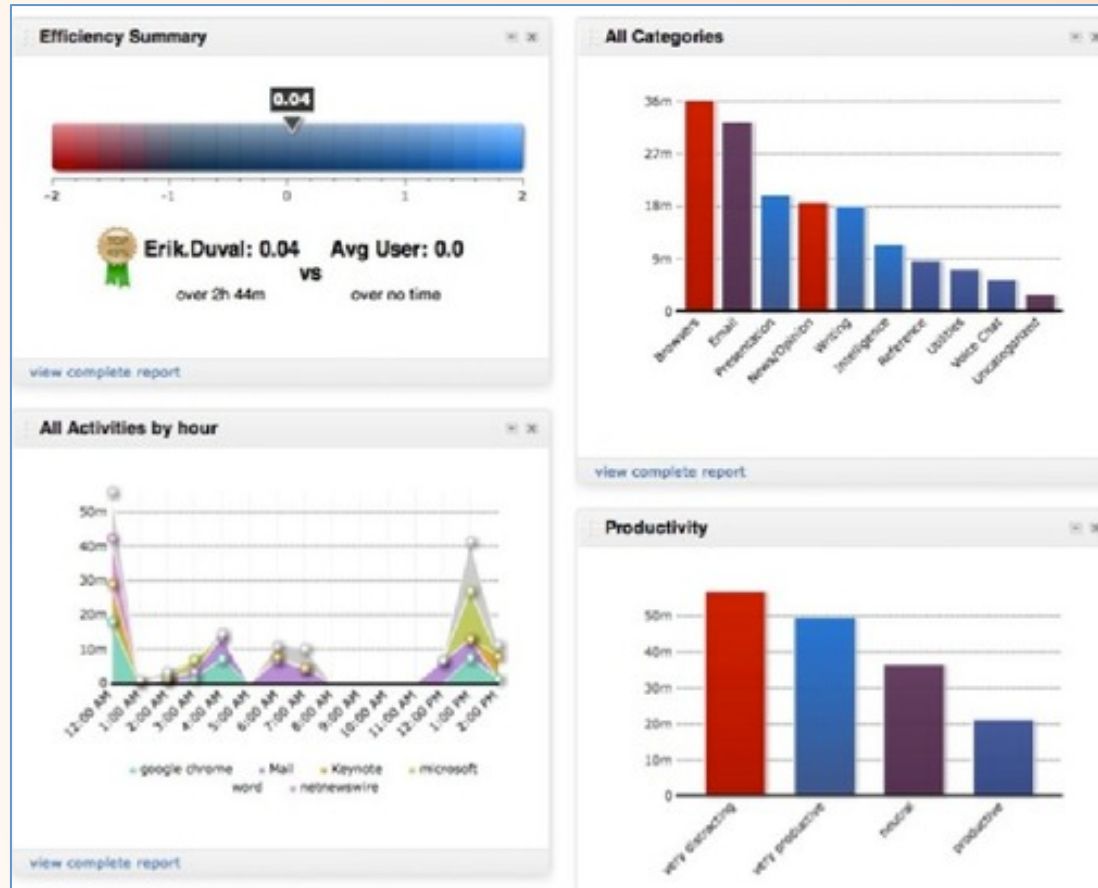 Efficiency Summary
0.04
-2 -1 0 1 2
TOP
Erik.Duval: 0.04 vs Avg User: 0.0
over 2h 44m over no time
view complete report
All Activities by hour
50m
40m
30m
20m
10m
0
12:00 AM 1:00 AM 2:00 AM 3:00 AM 4:00 AM 5:00 AM 6:00 AM 7:00 AM 8:00 AM 9:00 AM 10:00 AM 11:00 AM 12:00 PM 1:00 PM 2:00 PM
google chrome Mail Keynote microsoft
word netnewswire
view complete report
All Categories
36m
27m
18m
9m
0
Browsers Email Presentation News/Opinion Writing Intelligence Reference Utilities Voice Chat Uncategorized
view complete report
Productivity
50m
40m
30m
20m
10m
0
very distracting very productive neutral productive